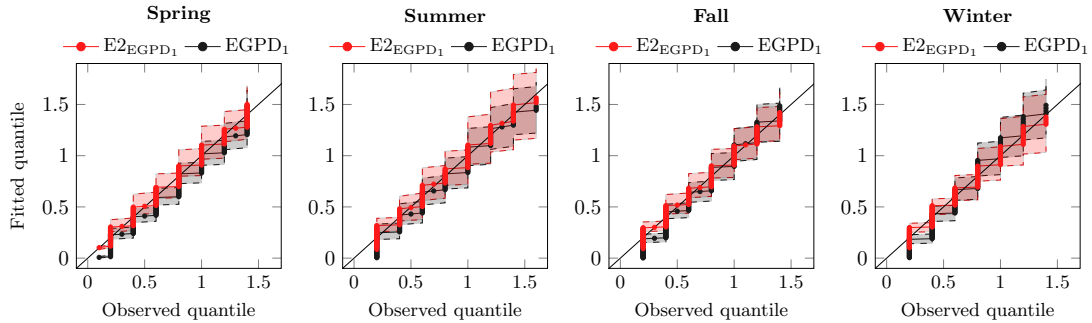 Spring Summer Fall Winter
E2EGPD₁ EGPD₁ E2EGPD₁ EGPD₁ E2EGPD₁ EGPD₁ E2EGPD₁ EGPD₁
Fitted quantile
1.5 1.5 1.5 1.5
1 1 1 1
0.5 0.5 0.5 0.5
0 0 0 0
0 0.5 1 1.5 0 0.5 1 1.5 0 0.5 1 1.5 0 0.5 1 1.5
Observed quantile Observed quantile Observed quantile Observed quantile